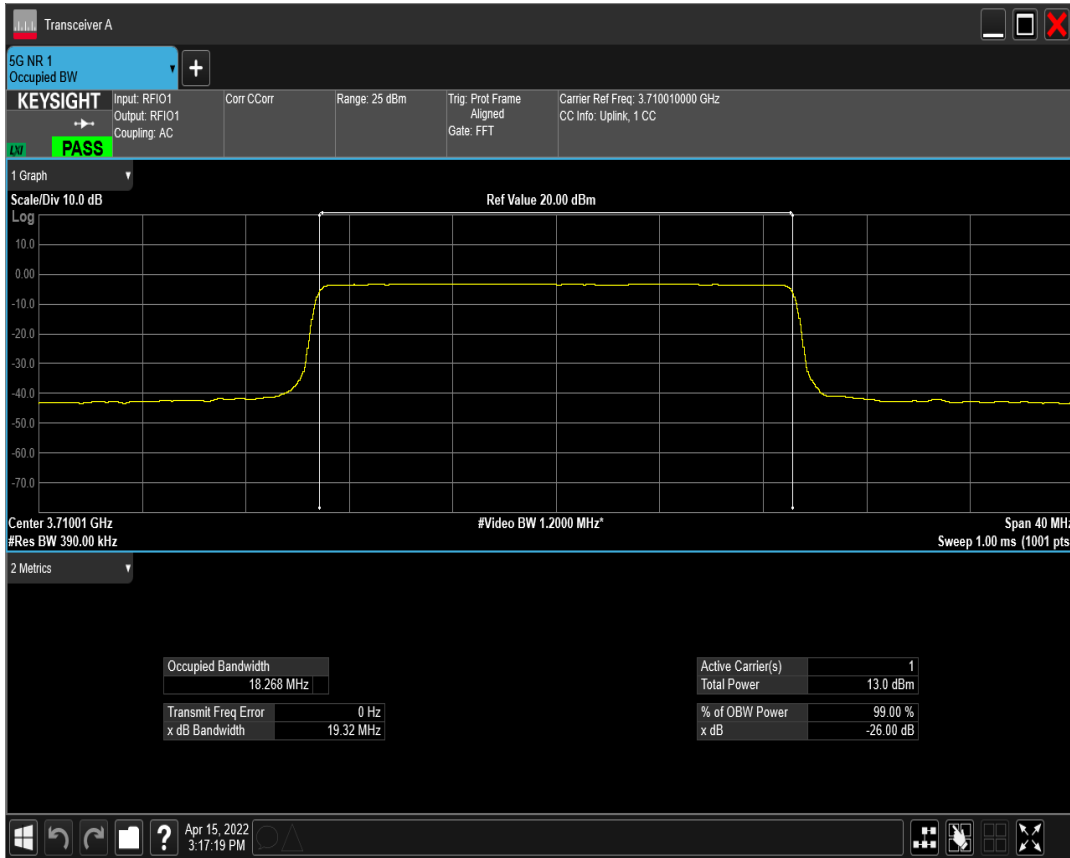 Transceiver A
5G NR 1
Occupied BW
+
KEYSIGHT
Input: RFIO1
Output: RFIO1
Coupling: AC
Corr CCorr
Range: 25 dBm
Trig: Prot Frame
Aligned
Gate: FFT
Carrier Ref Freq: 3.710010000 GHz
CC Info: Uplink, 1 CC
LXI
PASS
1 Graph
Scale/Div 10.0 dB
Ref Value 20.00 dBm
Log
10.0
0.00
-10.0
-20.0
-30.0
-40.0
-50.0
-60.0
-70.0
Center 3.71001 GHz
#Video BW 1.2000 MHz*
Span 40 MHz
#Res BW 390.00 kHz
Sweep 1.00 ms (1001 pts
2 Metrics
Occupied Bandwidth
18.268 MHz
Transmit Freq Error 0 Hz
x dB Bandwidth 19.32 MHz
Active Carrier(s) 1
Total Power 13.0 dBm
% of OBW Power 99.00 %
x dB -26.00 dB
?
Apr 15, 2022
3:17:19 PM